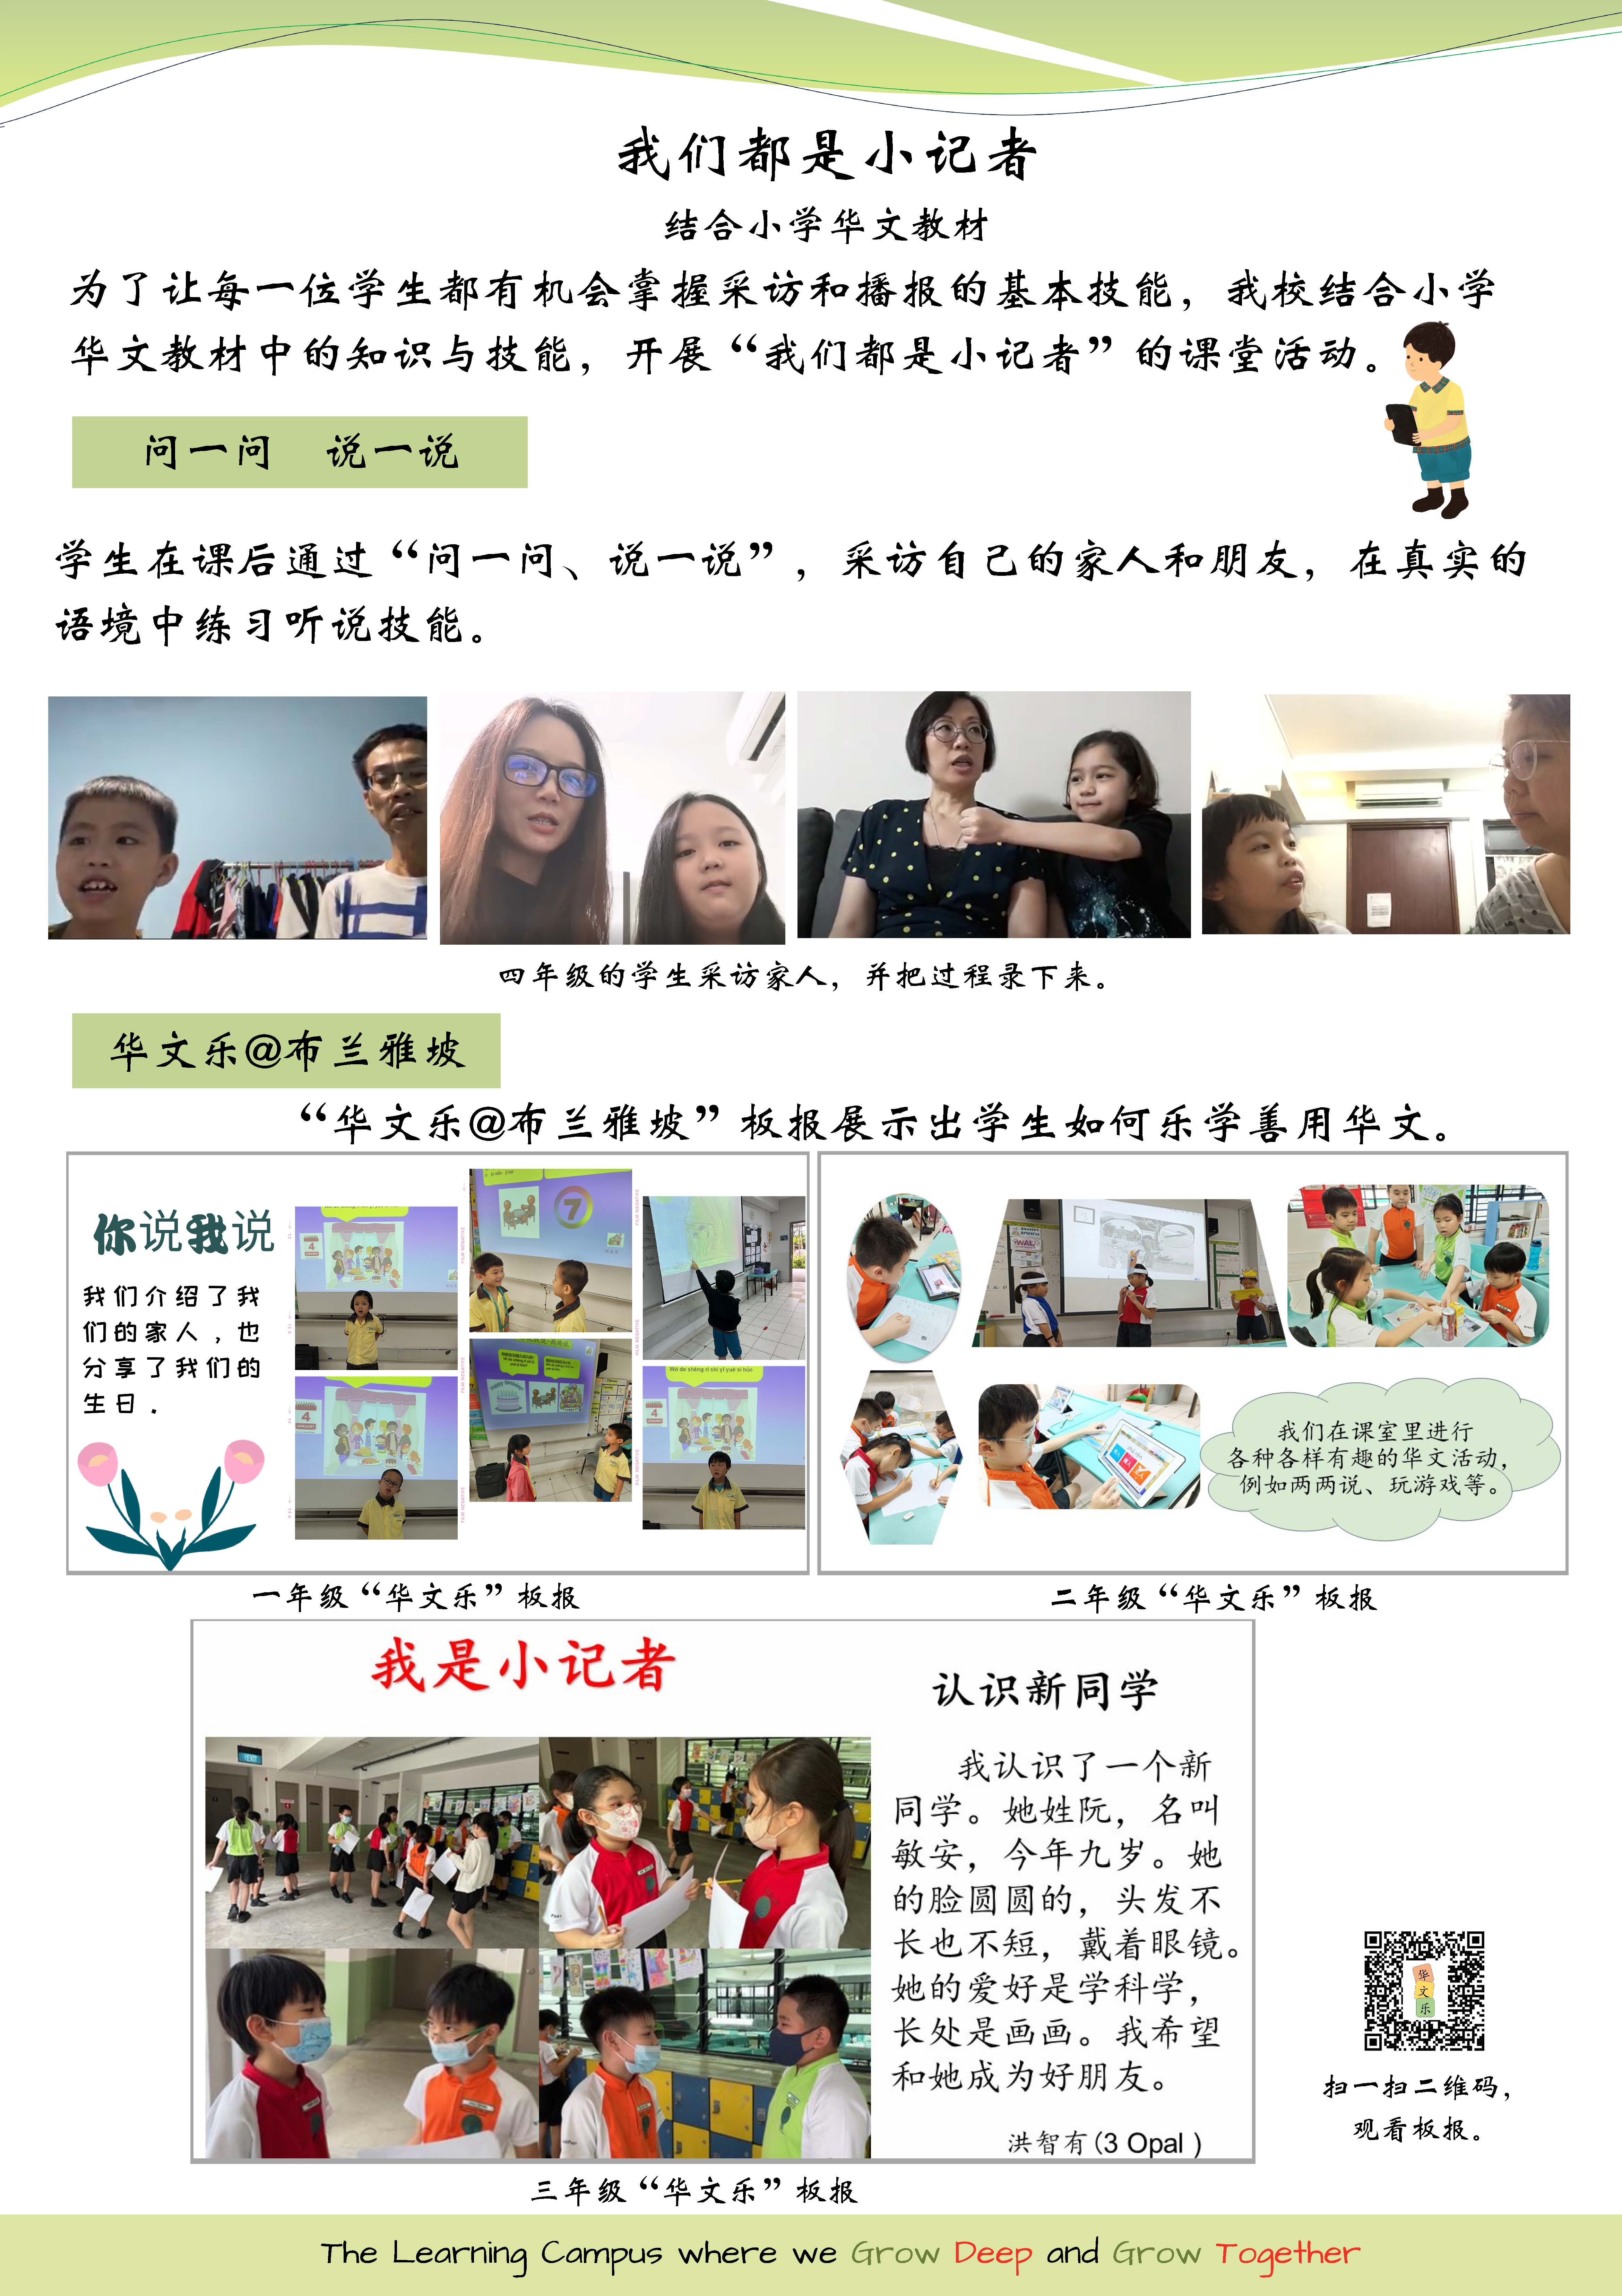 我们都是小记者
结合小学华文教材
为了让每一位学生都有机会掌握采访和播报的基本技能，我校结合小学
华文教材中的知识与技能，开展“我们都是小记者”的课堂活动。
问一问 说一说
学生在课后通过“问一问、说一说”，采访自己的家人和朋友，在真实的
语境中练习听说技能。
四年级的学生采访家人，并把过程录下来。
华文乐@布兰雅坡
“华文乐@布兰雅坡”板报展示出学生如何乐学善用华文。
你说我说
我们介绍了我
们的家人，也
分享了我们的
生日.
4
7
4
Wǒ de shēng rì shì yī yuè sì hào
4
我们在课室里进行
各种各样有趣的华文活动，
例如两两说、玩游戏等。
一年级“华文乐”板报
二年级“华文乐”板报
我是小记者
EXIT
认识新同学
我认识了一个新
同学。她姓阮，名叫
敏安，今年九岁。她
的脸圆圆的，头发不
长也不短，戴着眼镜。
她的爱好是学科学，
长处是画画。我希望
和她成为好朋友。
洪智有(3 Opal )
三年级“华文乐”板报
华
文
乐
扫一扫二维码，
观看板报。
The Learning Campus where we Grow Deep and Grow Together